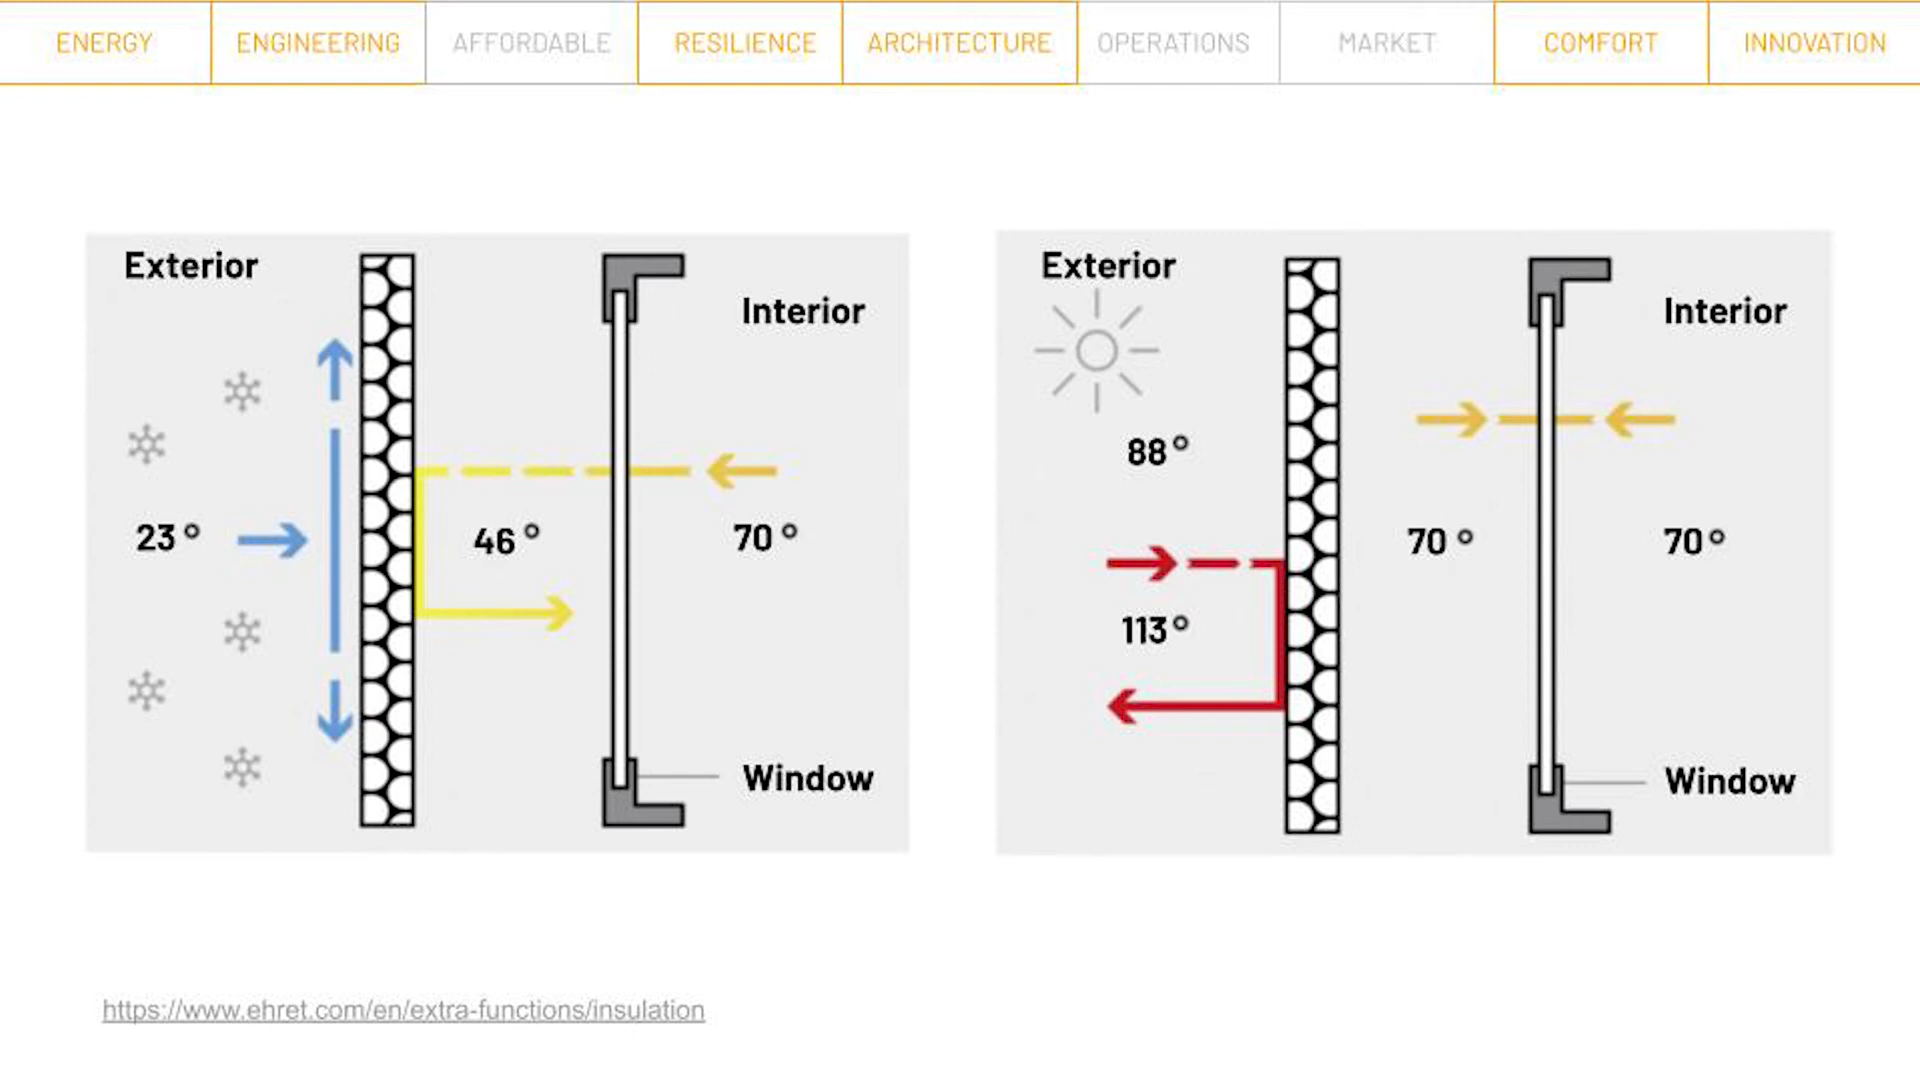 ENERGY ENGINEERING AFFORDABLE RESILIENCE ARCHITECTURE OPERATIONS MARKET COMFORT INNOVATION
Exterior
Interior
23° 46° 70°
Window
Exterior
Interior
88°
70° 70°
113°
Window
https://www.ehret.com/en/extra-functions/insulation